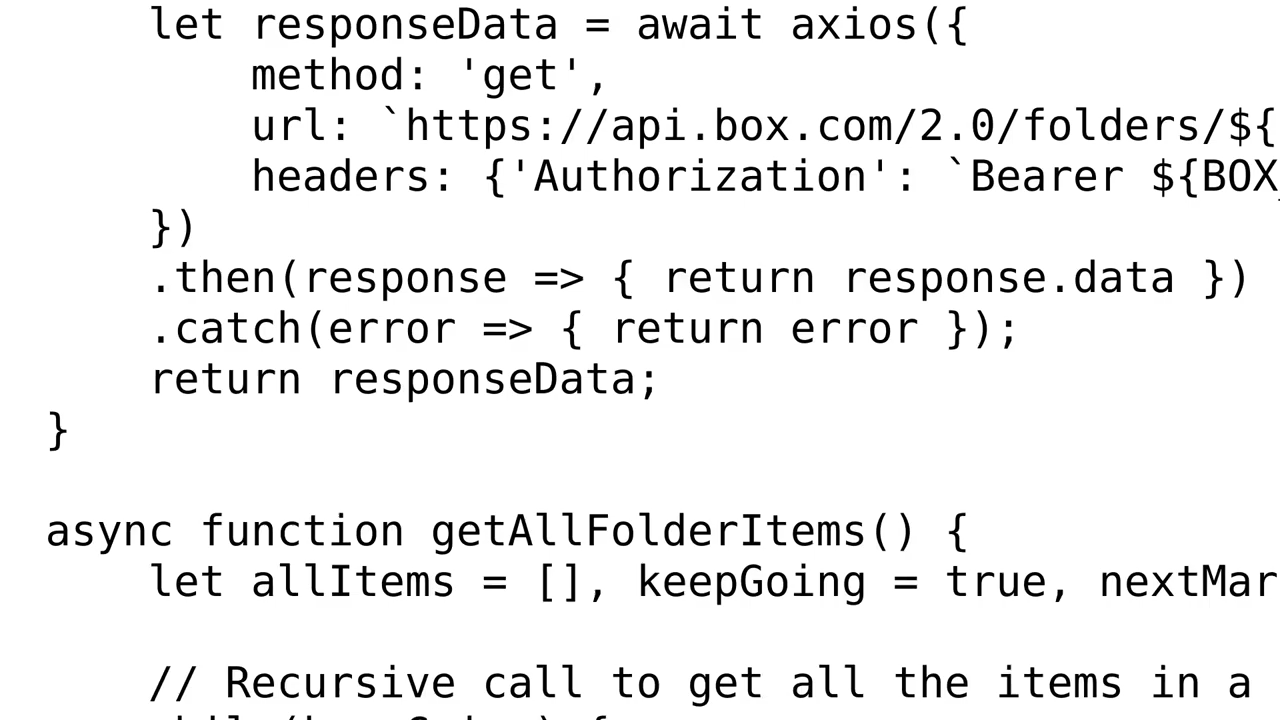 let responseData = await axios({
method: 'get',
url: `https://api.box.com/2.0/folders/${
headers: {'Authorization': `Bearer ${BOX_
})
.then(response => { return response.data })
.catch(error => { return error });
return responseData;
}
async function getAllFolderItems() {
let allItems = [], keepGoing = true, nextMar
// Recursive call to get all the items in a